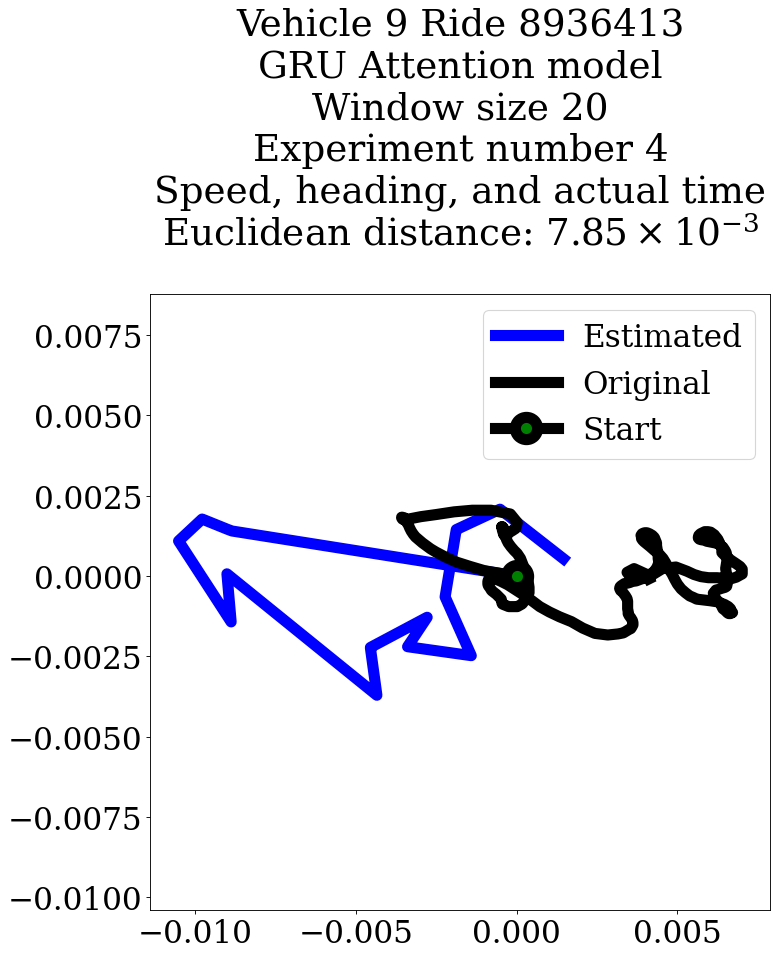 Vehicle 9 Ride 8936413
GRU Attention model
Window size 20
Experiment number 4
Speed, heading, and actual time
Euclidean distance: 7.85 × 10⁻³
Estimated
Original
Start
0.0075
0.0050
0.0025
0.0000
−0.0025
−0.0050
−0.0075
−0.0100
−0.010
−0.005
0.000
0.005